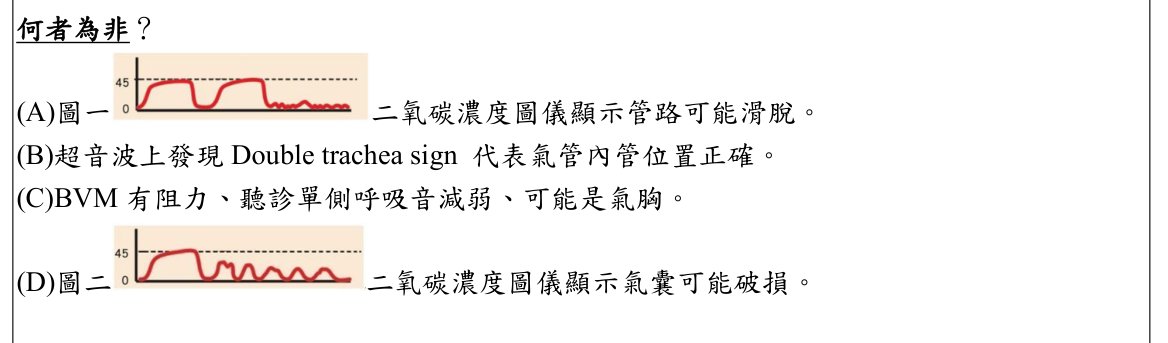 何者為非？
45
0
(A)圖一 二氧碳濃度圖儀顯示管路可能滑脫。
(B)超音波上發現 Double trachea sign 代表氣管內管位置正確。
(C)BVM 有阻力、聽診單側呼吸音減弱、可能是氣胸。
45
0
(D)圖二 二氧碳濃度圖儀顯示氣囊可能破損。